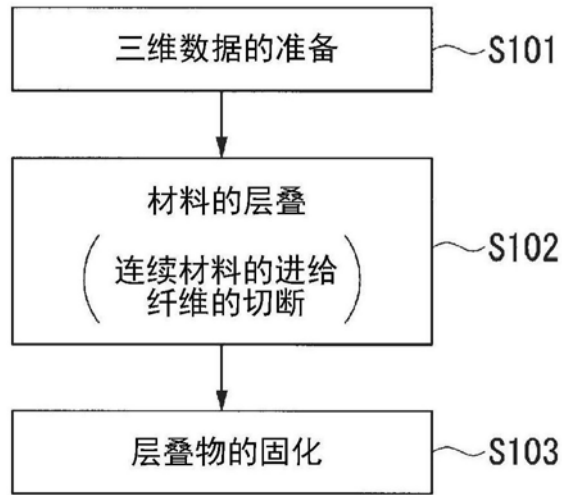 三维数据的准备
S101
材料的层叠
连续材料的进给
纤维的切断
S102
层叠物的固化
S103